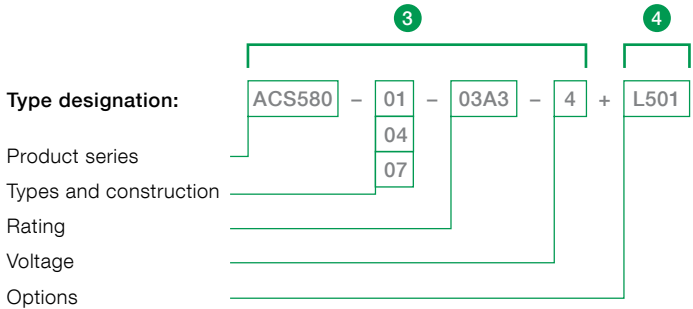 3 4
Type designation: ACS580 – 01 – 03A3 – 4 + L501
04
07
Product series
Types and construction
Rating
Voltage
Options